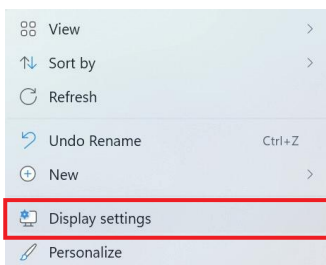 View
Sort by
Refresh
Undo Rename Ctrl+Z
New
Display settings
Personalize